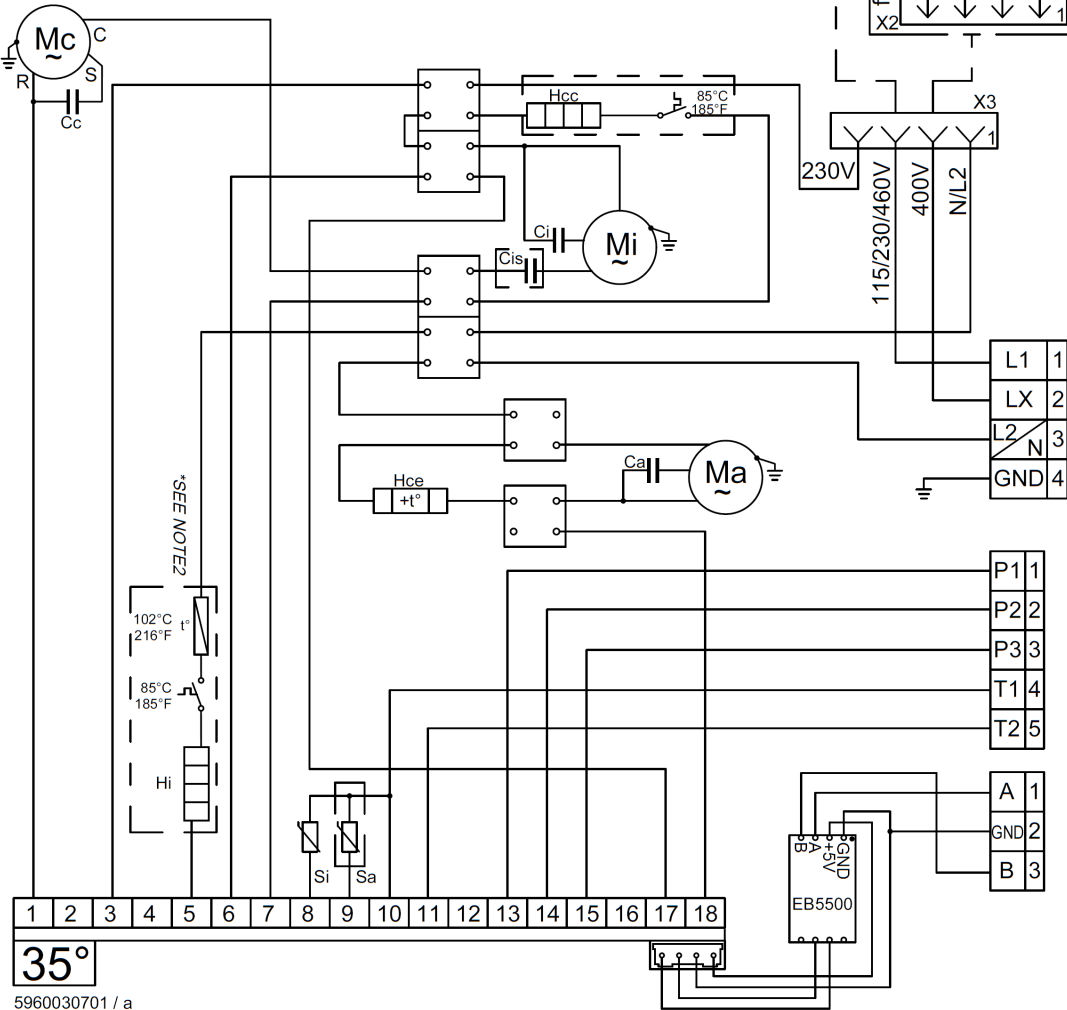 Mc
~
C
R
S
Cc
X2
1
Hcc
85°C
185°F
X3
1
230V
115/230/460V
400V
N/L2
Ci
Mi
~
Cis
L1 1
LX 2
L2 N 3
GND 4
Ca
Ma
~
Hce
+t°
*SEE NOTE2
102°C
216°F
t°
85°C
185°F
Hi
P1 1
P2 2
P3 3
T1 4
T2 5
Si
Sa
A 1
GND 2
B 3
B A +5V GND
EB5500
1 2 3 4 5 6 7 8 9 10 11 12 13 14 15 16 17 18
35°
5960030701 / a